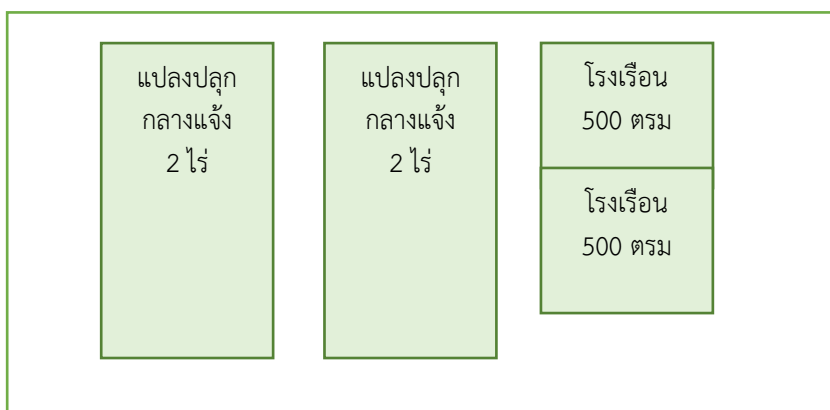 แปลงปลุก
กลางแจ้ง
2 ไร่
แปลงปลุก
กลางแจ้ง
2 ไร่
โรงเรือน
500 ตรม
โรงเรือน
500 ตรม